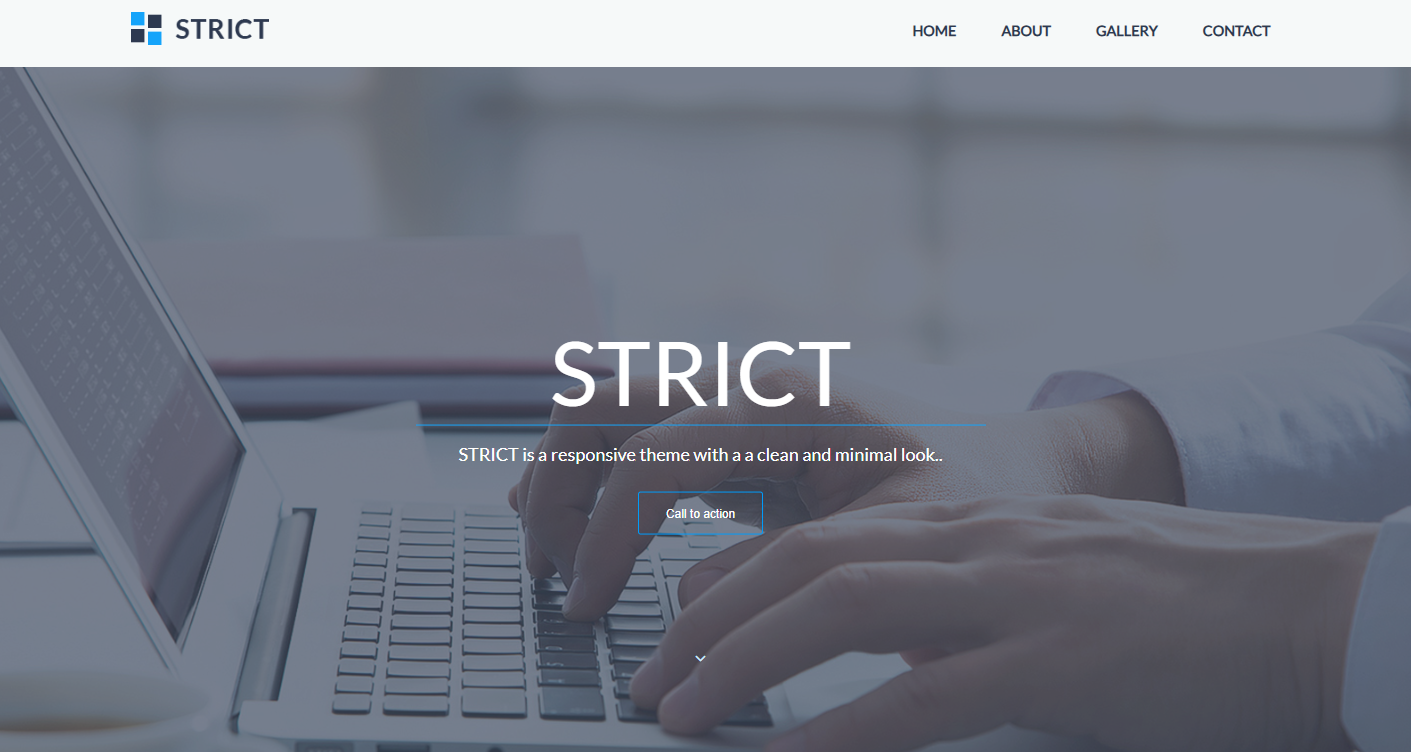 STRICT
HOME ABOUT GALLERY CONTACT
STRICT
STRICT is a responsive theme with a a clean and minimal look..
Call to action